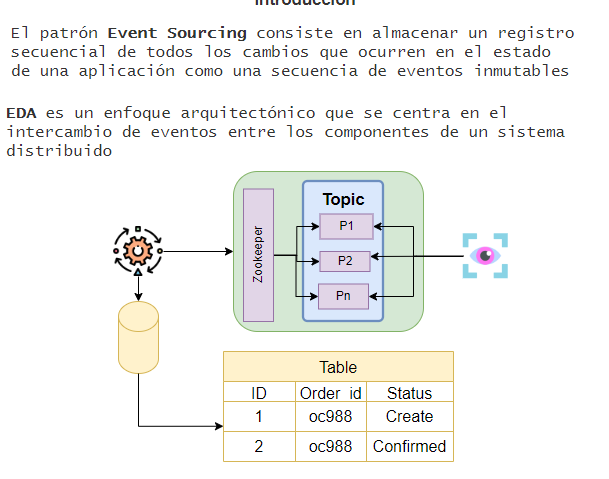 Introducción
El patrón Event Sourcing consiste en almacenar un registro
secuencial de todos los cambios que ocurren en el estado
de una aplicación como una secuencia de eventos inmutables
EDA es un enfoque arquitectónico que se centra en el
intercambio de eventos entre los componentes de un sistema
distribuido
Topic
Zookeeper
P1
P2
Pn
Table
ID Order_id Status
1 oc988 Create
2 oc988 Confirmed